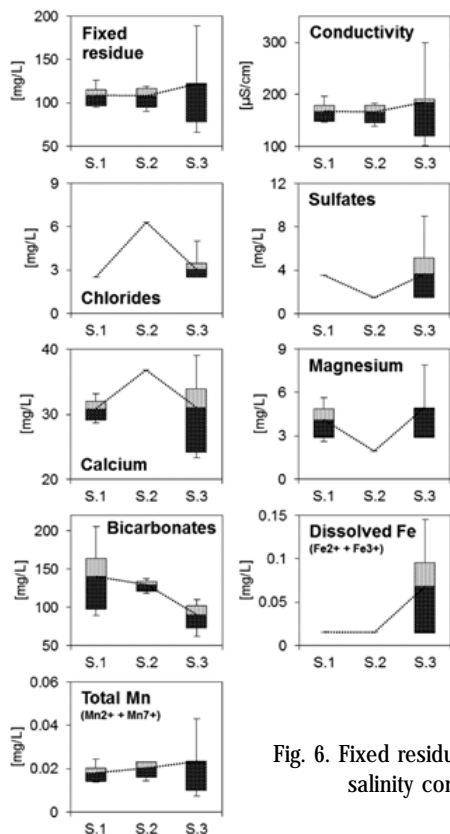 Fixed
residue
[mg/L]
200
150
100
50
S.1 S.2 S.3
Conductivity
[µS/cm]
300
200
100
S.1 S.2 S.3
Chlorides
[mg/L]
9
6
3
0
S.1 S.2 S.3
Sulfates
[mg/L]
12
8
4
0
S.1 S.2 S.3
Calcium
[mg/L]
40
30
20
S.1 S.2 S.3
Magnesium
[mg/L]
9
6
3
0
S.1 S.2 S.3
Bicarbonates
[mg/L]
200
150
100
50
S.1 S.2 S.3
Dissolved Fe
(Fe2+ + Fe3+)
[mg/L]
0.15
0.1
0.05
0
S.1 S.2 S.3
Total Mn
(Mn2+ + Mn7+)
[mg/L]
0.06
0.04
0.02
0
S.1 S.2 S.3
Fig. 6. Fixed residu
salinity con